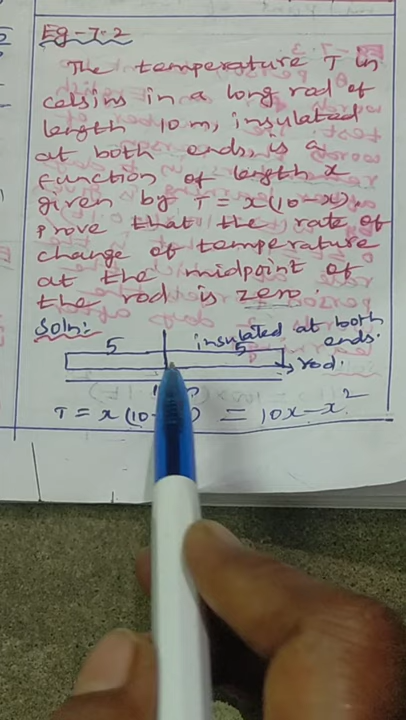 Eg-7.2
The temperature T in
celsius in a long rod of
length 10 m, insulated
at both ends, is a
function of length x
given by T = x(10-x).
prove that the rate of
change of temperature
at the midpoint of
the rod is zero.
Soln:
insulated at both
ends.
5 5
rod.
T = x(10- ) = 10x-x²